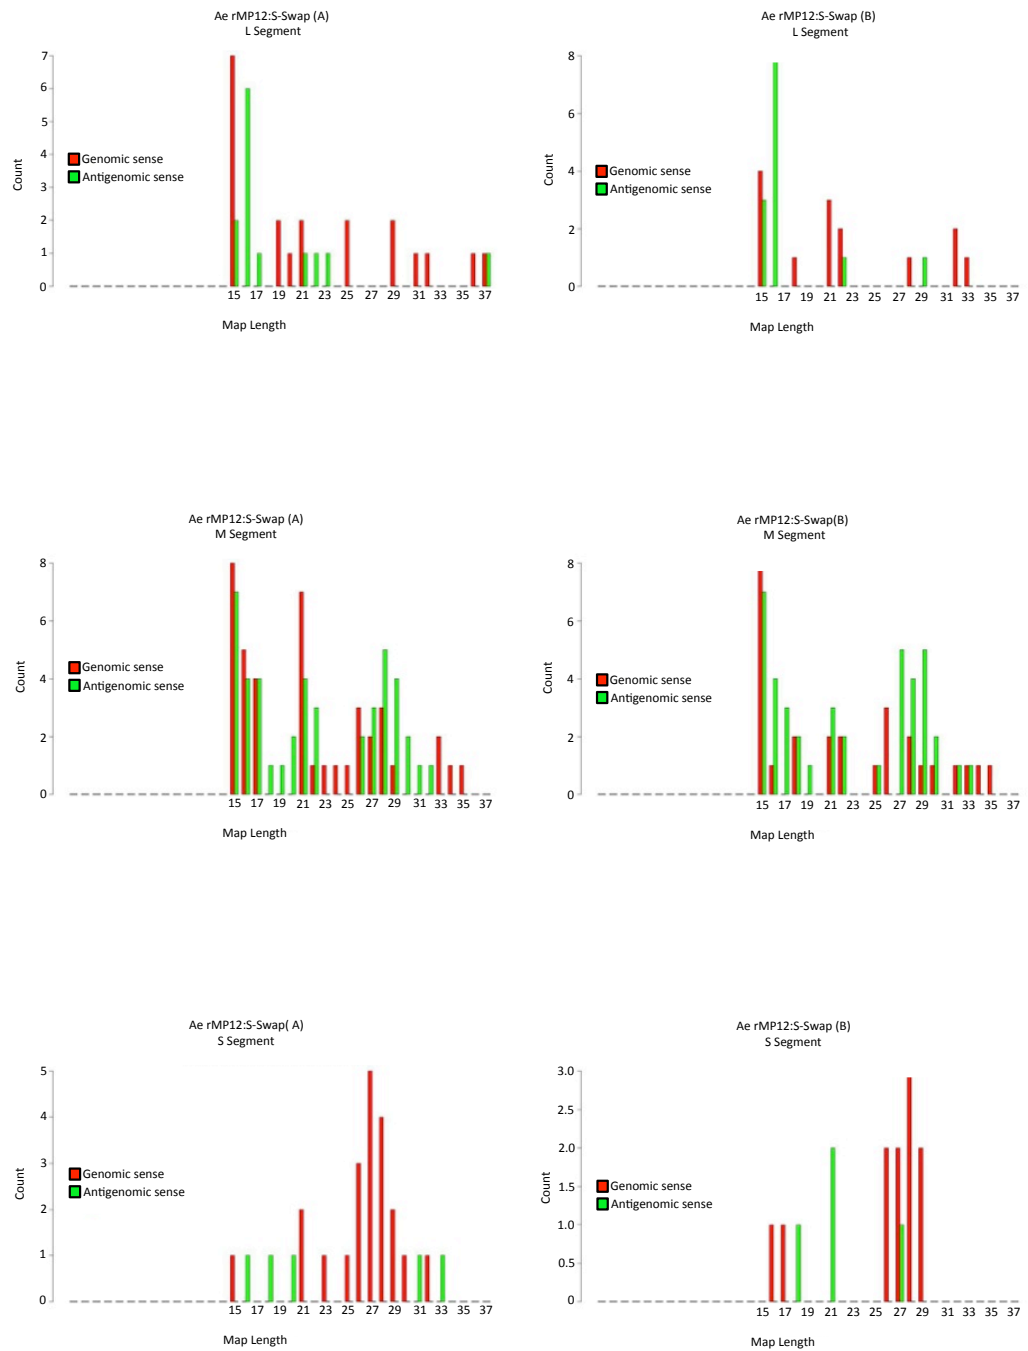 Ae rMP12:S-Swap (A)
L Segment
7
6
5
4
3
2
1
0
Count
Genomic sense
Antigenomic sense
15 17 19 21 23 25 27 29 31 33 35 37
Map Length
Ae rMP12:S-Swap (B)
L Segment
8
6
4
2
0
Count
Genomic sense
Antigenomic sense
15 17 19 21 23 25 27 29 31 33 35 37
Map Length
Ae rMP12:S-Swap (A)
M Segment
8
6
4
2
0
Count
Genomic sense
Antigenomic sense
15 17 19 21 23 25 27 29 31 33 35 37
Map Length
Ae rMP12:S-Swap(B)
M Segment
8
6
4
2
0
Count
Genomic sense
Antigenomic sense
15 17 19 21 23 25 27 29 31 33 35 37
Map Length
Ae rMP12:S-Swap( A)
S Segment
5
4
3
2
1
0
Count
Genomic sense
Antigenomic sense
15 17 19 21 23 25 27 29 31 33 35 37
Map Length
Ae rMP12:S-Swap (B)
S Segment
3.0
2.5
2.0
1.5
1.0
0.5
0
Count
Genomic sense
Antigenomic sense
15 17 19 21 23 25 27 29 31 33 35 37
Map Length